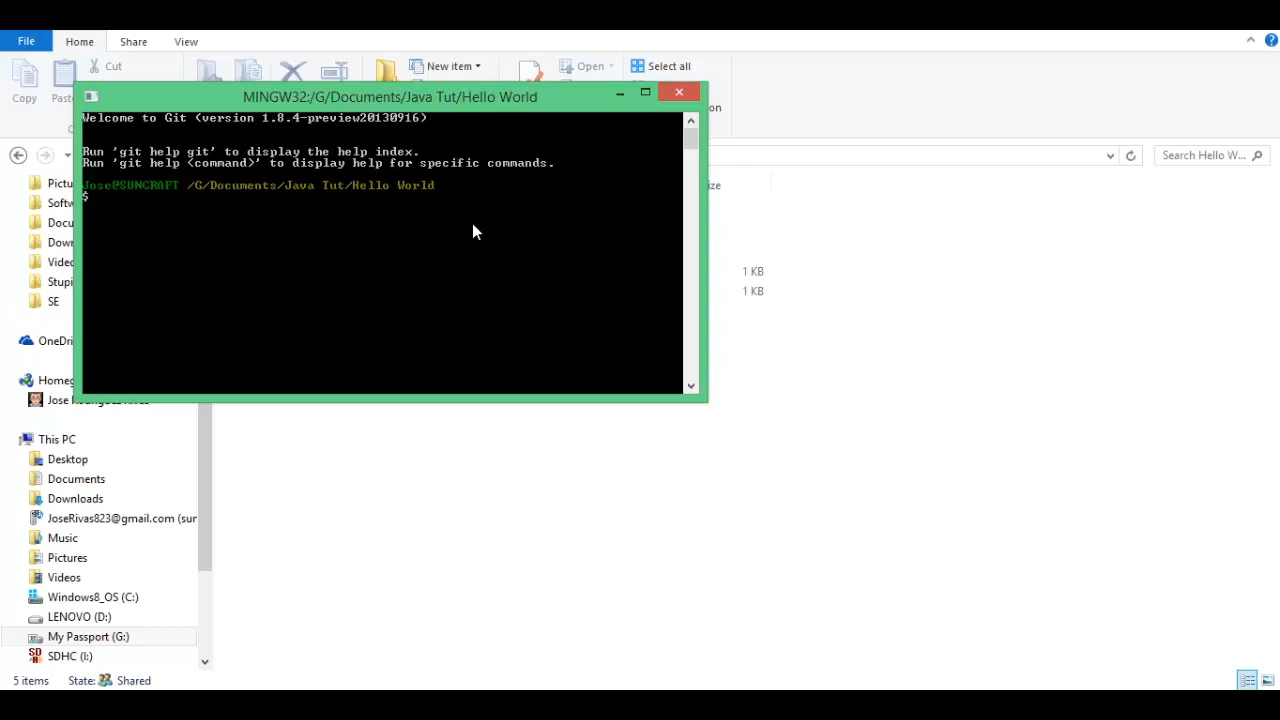 File Home Share View
Copy
Cut
New item
Open
Select all
MINGW32:/G/Documents/Java Tut/Hello World
Welcome to Git (version 1.8.4-preview20130916)
Run 'git help git' to display the help index.
Run 'git help <command>' to display help for specific commands.
Jose@SUNCRAFT /G/Documents/Java Tut/Hello World
$
Search Hello W...
1 KB
1 KB
SE
This PC
Desktop
Documents
Downloads
JoseRivas823@gmail.com (sur
Music
Pictures
Videos
Windows8_OS (C:)
LENOVO (D:)
My Passport (G:)
SDHC (I:)
5 items State: Shared